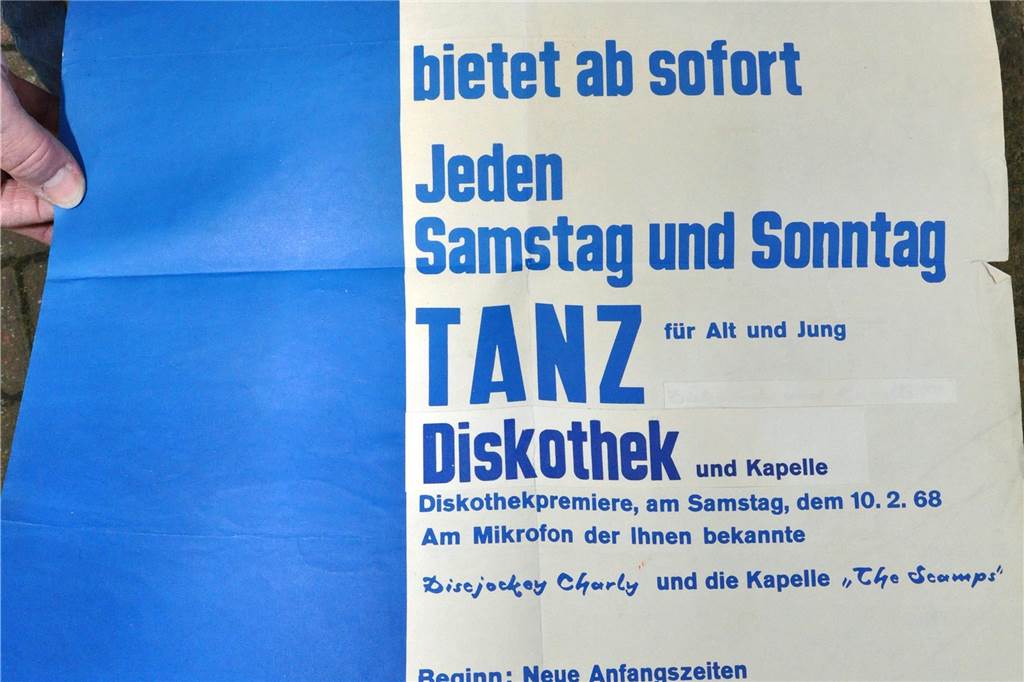 bietet ab sofort
Jeden
Samstag und Sonntag
TANZ für Alt und Jung
Diskothek und Kapelle
Diskothekpremiere, am Samstag, dem 10. 2. 68
Am Mikrofon der Ihnen bekannte
Discjockey Charly und die Kapelle „The Scamps"
Beginn: Neue Anfangszeiten